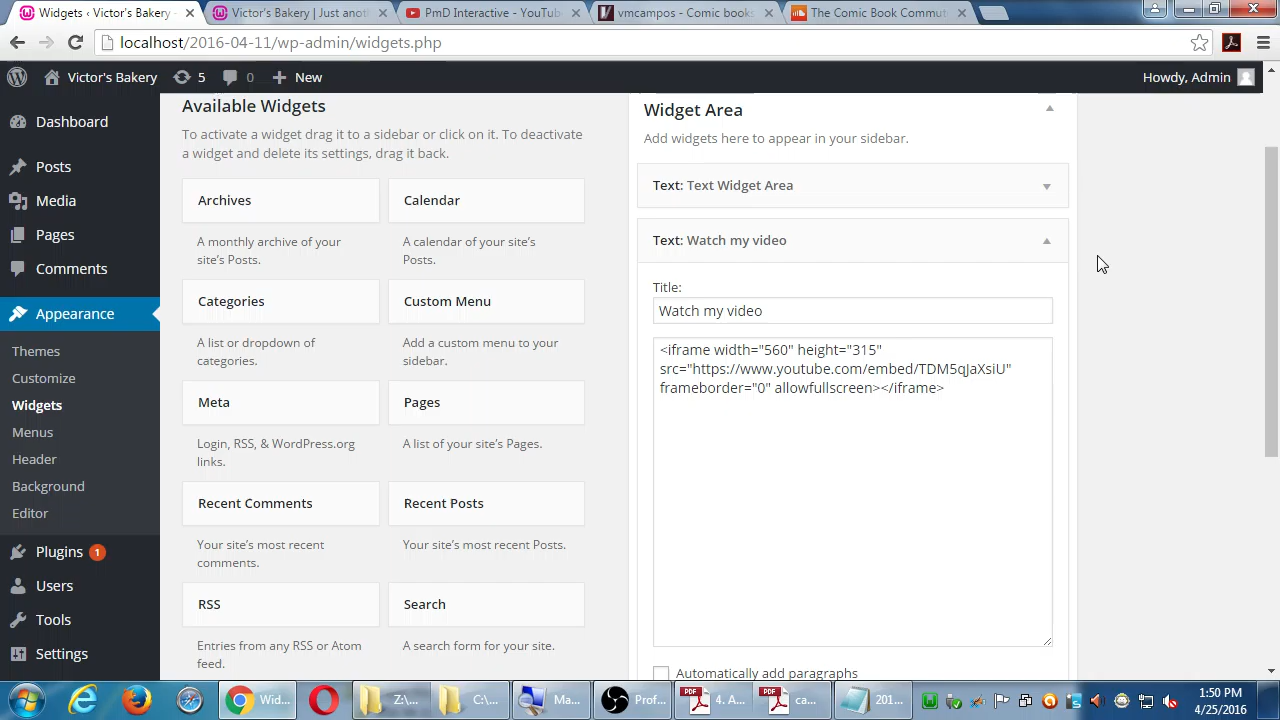 Widgets ‹ Victor's Bakery -
Victor's Bakery | Just anot
PmD Interactive - YouTub
vmcampos - Comic books
The Comic Book Commut
localhost/2016-04-11/wp-admin/widgets.php
Victor's Bakery
5
0
New
Howdy, Admin
Dashboard
Posts
Media
Pages
Comments
Appearance
Themes
Customize
Widgets
Menus
Header
Background
Editor
Plugins 1
Users
Tools
Settings
Available Widgets
To activate a widget drag it to a sidebar or click on it. To deactivate
a widget and delete its settings, drag it back.
Archives
A monthly archive of your
site's Posts.
Calendar
A calendar of your site's
Posts.
Categories
A list or dropdown of
categories.
Custom Menu
Add a custom menu to your
sidebar.
Meta
Login, RSS, & WordPress.org
links.
Pages
A list of your site's Pages.
Recent Comments
Your site's most recent
comments.
Recent Posts
Your site's most recent Posts.
RSS
Entries from any RSS or Atom
feed.
Search
A search form for your site.
Widget Area
Add widgets here to appear in your sidebar.
Text: Text Widget Area
Text: Watch my video
Title:
Watch my video
<iframe width="560" height="315"
src="https://www.youtube.com/embed/TDM5qJaXsiU"
frameborder="0" allowfullscreen></iframe>
Automatically add paragraphs
Wid...
Z:\...
C:\...
Ma...
Prof...
4. A...
ca...
201...
1:50 PM
4/25/2016